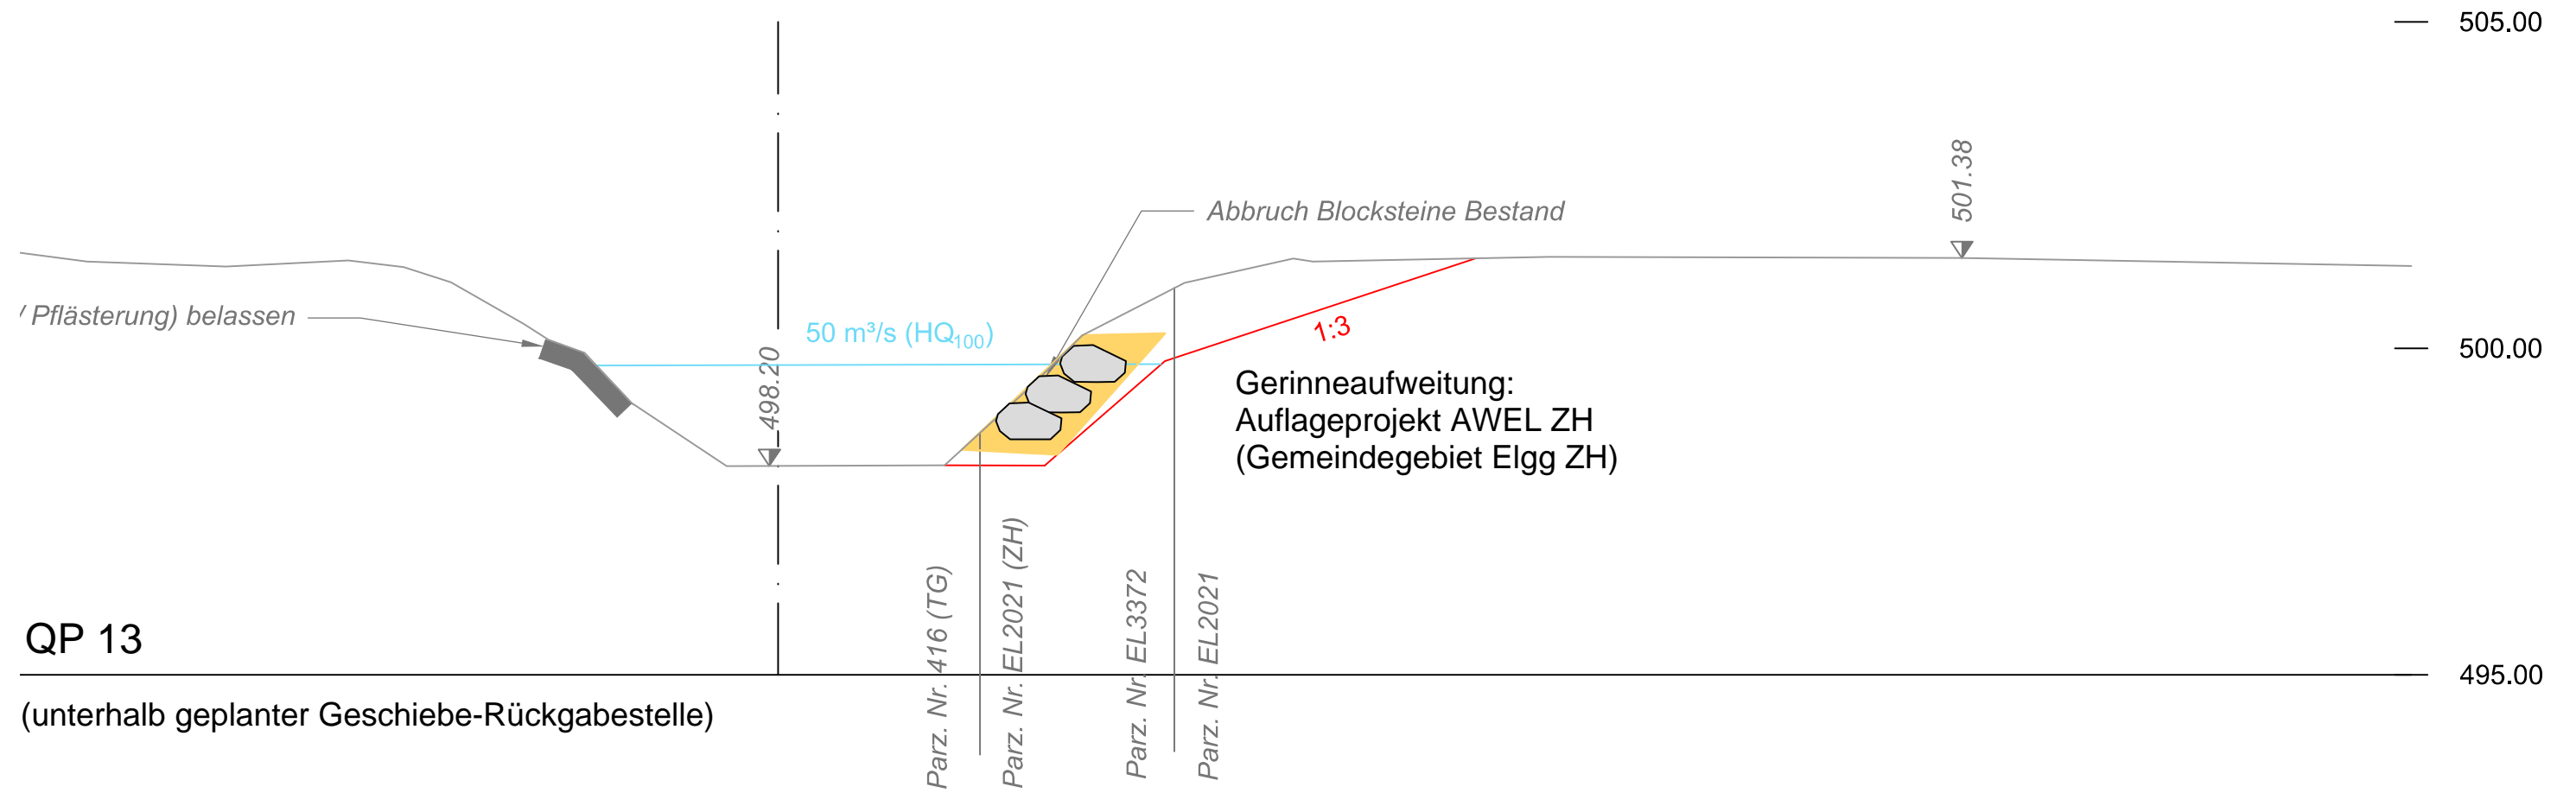 505.00
501.38
Abbruch Blocksteine Bestand
/ Pflästerung) belassen
50 m³/s (HQ100)
1:3
498.20
500.00
Gerinneaufweitung:
Auflageprojekt AWEL ZH
(Gemeindegebiet Elgg ZH)
Parz. Nr. 416 (TG)
Parz. Nr. EL2021 (ZH)
Parz. Nr. EL3372
Parz. Nr. EL2021
QP 13
495.00
(unterhalb geplanter Geschiebe-Rückgabestelle)